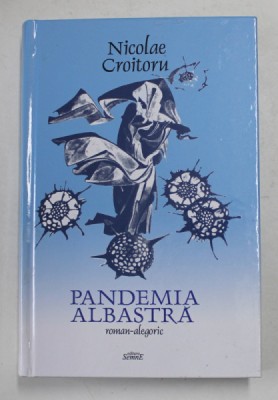 Nicolae
Croitoru
PANDEMIA
ALBASTRĂ
roman-alegoric
SemnE